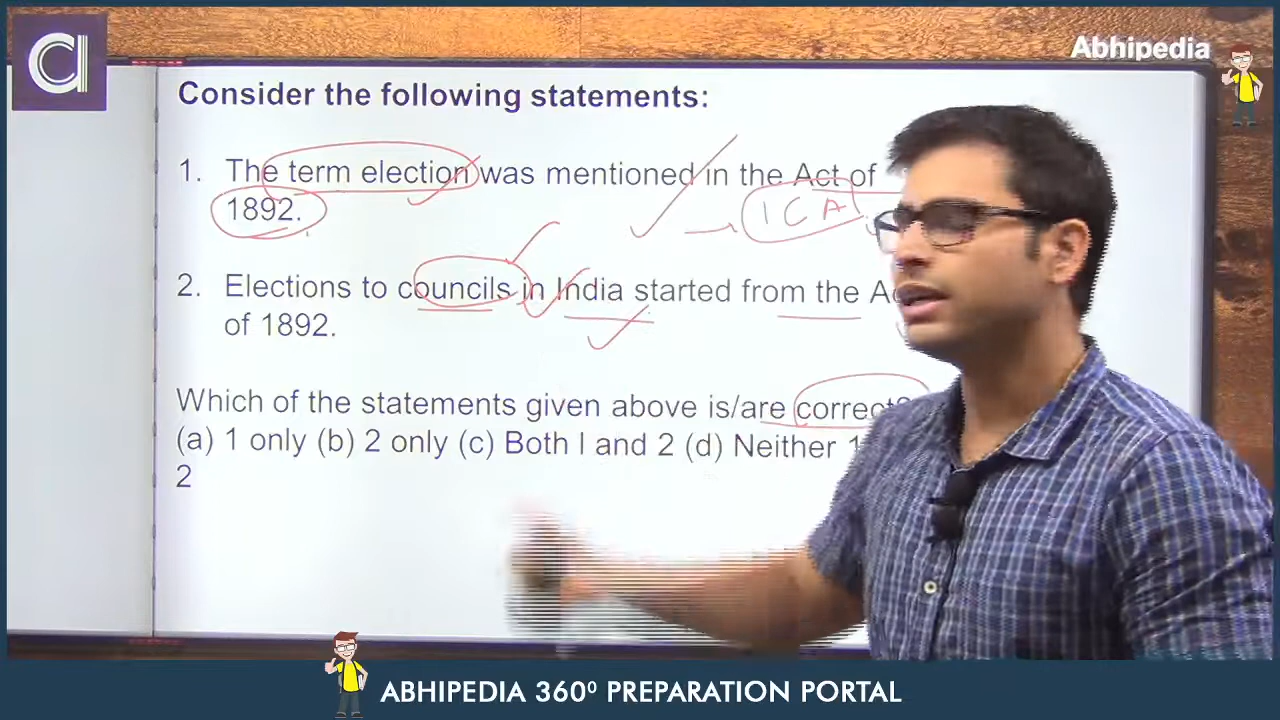 Abhipedia
Consider the following statements:
1. The term election was mentioned in the Act of
1892.
I C A
2. Elections to councils in India started from the
of 1892.
Which of the statements given above is/are correct?
(a) 1 only (b) 2 only (c) Both I and 2 (d) Neither 1
2
ABHIPEDIA 360⁰ PREPARATION PORTAL